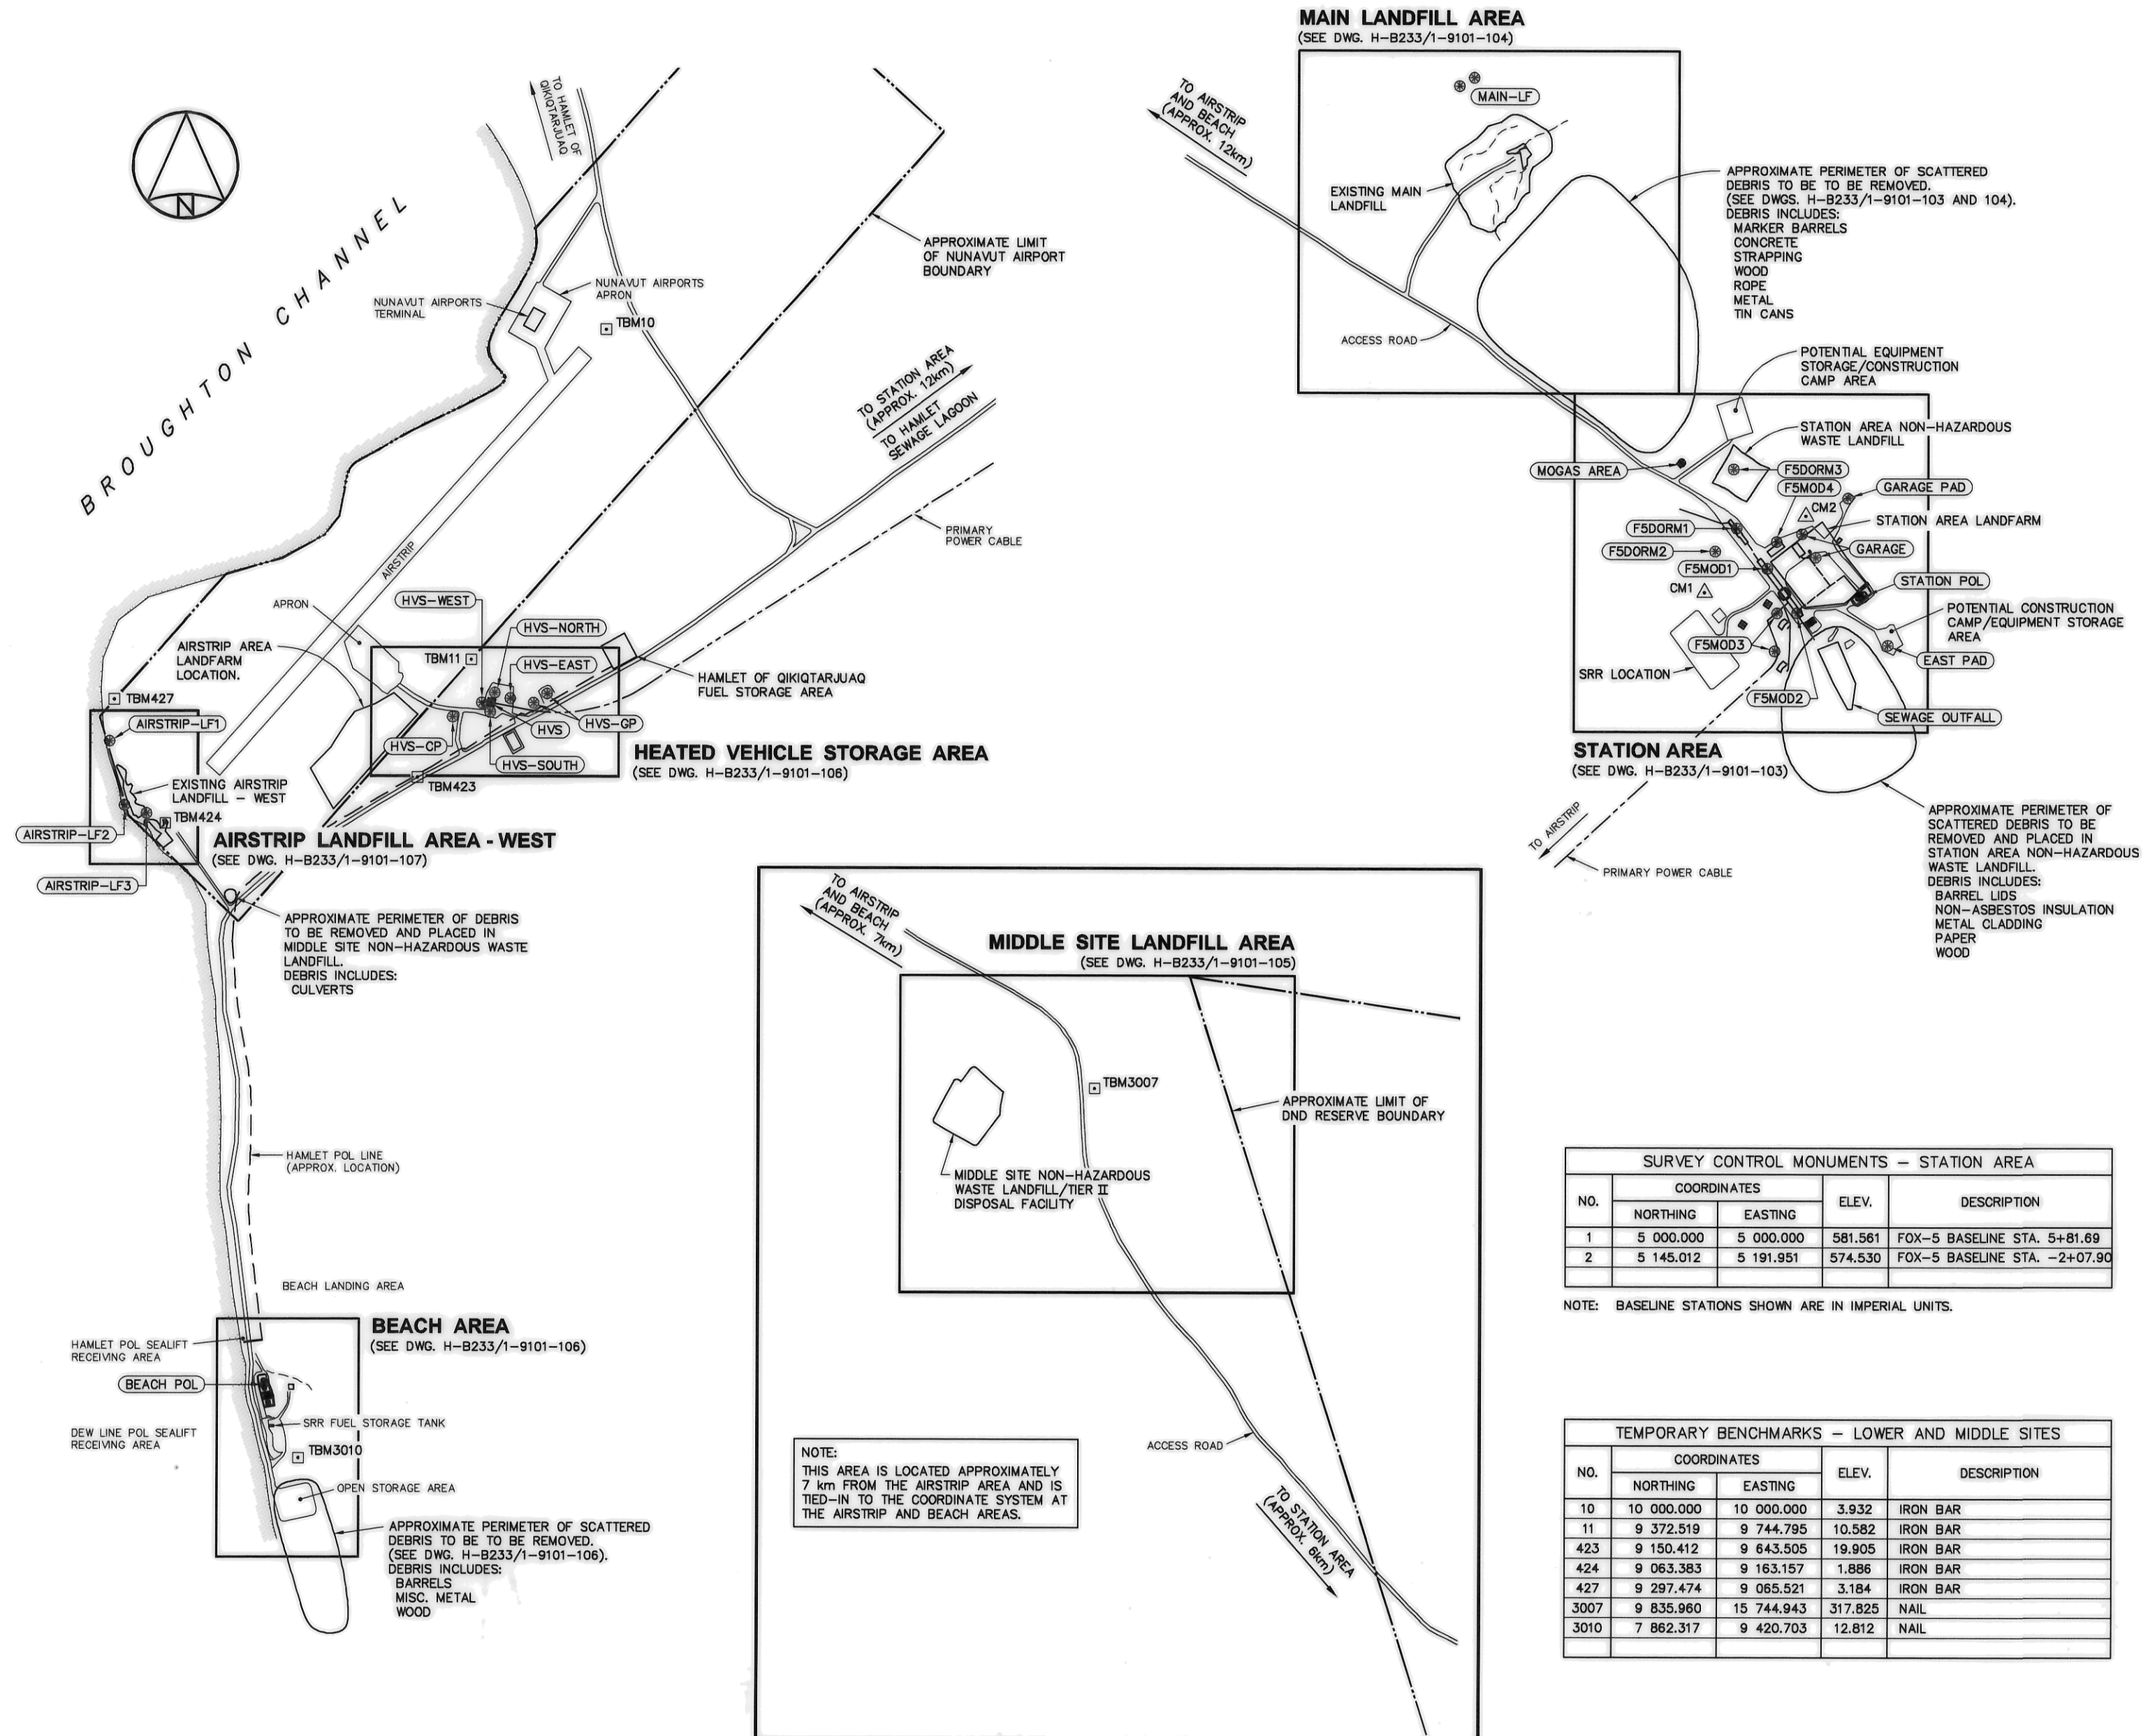 MAIN LANDFILL AREA
(SEE DWG. H-B233/1-9101-104)
MAIN-LF
TO AIRSTRIP
AND BEACH
(APPROX. 12km)
EXISTING MAIN
LANDFILL
ACCESS ROAD
APPROXIMATE PERIMETER OF SCATTERED
DEBRIS TO BE TO BE REMOVED.
(SEE DWGS. H-B233/1-9101-103 AND 104).
DEBRIS INCLUDES:
MARKER BARRELS
CONCRETE
STRAPPING
WOOD
ROPE
METAL
TIN CANS
TO HAMLET OF
QIKIQTARJUAQ
N
BROUGHTON CHANNEL
APPROXIMATE LIMIT
OF NUNAVUT AIRPORT
BOUNDARY
NUNAVUT AIRPORTS
APRON
NUNAVUT AIRPORTS
TERMINAL
TBM10
TO STATION AREA
(APPROX. 12km)
TO HAMLET
SEWAGE LAGOON
PRIMARY
POWER CABLE
AIRSTRIP
APRON
AIRSTRIP AREA
LANDFARM
LOCATION.
HVS-WEST
HVS-NORTH
TBM11
HVS-EAST
HAMLET OF QIKIQTARJUAQ
FUEL STORAGE AREA
HVS-GP
HVS
HVS-CP
HVS-SOUTH
TBM423
HEATED VEHICLE STORAGE AREA
(SEE DWG. H-B233/1-9101-106)
TBM427
AIRSTRIP-LF1
EXISTING AIRSTRIP
LANDFILL - WEST
TBM424
AIRSTRIP-LF2
AIRSTRIP-LF3
AIRSTRIP LANDFILL AREA - WEST
(SEE DWG. H-B233/1-9101-107)
APPROXIMATE PERIMETER OF DEBRIS
TO BE REMOVED AND PLACED IN
MIDDLE SITE NON-HAZARDOUS WASTE
LANDFILL.
DEBRIS INCLUDES:
CULVERTS
HAMLET POL LINE
(APPROX. LOCATION)
BEACH LANDING AREA
BEACH AREA
(SEE DWG. H-B233/1-9101-106)
HAMLET POL SEALIFT
RECEIVING AREA
BEACH POL
SRR FUEL STORAGE TANK
DEW LINE POL SEALIFT
RECEIVING AREA
TBM3010
OPEN STORAGE AREA
APPROXIMATE PERIMETER OF SCATTERED
DEBRIS TO BE TO BE REMOVED.
(SEE DWG. H-B233/1-9101-106).
DEBRIS INCLUDES:
BARRELS
MISC. METAL
WOOD
POTENTIAL EQUIPMENT
STORAGE/CONSTRUCTION
CAMP AREA
STATION AREA NON-HAZARDOUS
WASTE LANDFILL
MOGAS AREA
F5DORM3
F5MOD4
GARAGE PAD
CM2
STATION AREA LANDFARM
F5DORM1
F5DORM2
GARAGE
F5MOD1
STATION POL
CM1
POTENTIAL CONSTRUCTION
CAMP/EQUIPMENT STORAGE
AREA
F5MOD3
EAST PAD
SRR LOCATION
F5MOD2
SEWAGE OUTFALL
STATION AREA
(SEE DWG. H-B233/1-9101-103)
TO AIRSTRIP
PRIMARY POWER CABLE
APPROXIMATE PERIMETER OF
SCATTERED DEBRIS TO BE
REMOVED AND PLACED IN
STATION AREA NON-HAZARDOUS
WASTE LANDFILL.
DEBRIS INCLUDES:
BARREL LIDS
NON-ASBESTOS INSULATION
METAL CLADDING
PAPER
WOOD
TO AIRSTRIP
AND BEACH
(APPROX. 7km)
MIDDLE SITE LANDFILL AREA
(SEE DWG. H-B233/1-9101-105)
TBM3007
APPROXIMATE LIMIT OF
DND RESERVE BOUNDARY
MIDDLE SITE NON-HAZARDOUS
WASTE LANDFILL/TIER II
DISPOSAL FACILITY
ACCESS ROAD
TO STATION AREA
(APPROX. 6km)
NOTE:
THIS AREA IS LOCATED APPROXIMATELY
7 km FROM THE AIRSTRIP AREA AND IS
TIED-IN TO THE COORDINATE SYSTEM AT
THE AIRSTRIP AND BEACH AREAS.
SURVEY CONTROL MONUMENTS - STATION AREA
NO. COORDINATES ELEV. DESCRIPTION
NORTHING EASTING
1 5 000.000 5 000.000 581.561 FOX-5 BASELINE STA. 5+81.69
2 5 145.012 5 191.951 574.530 FOX-5 BASELINE STA. -2+07.90
NOTE: BASELINE STATIONS SHOWN ARE IN IMPERIAL UNITS.
TEMPORARY BENCHMARKS - LOWER AND MIDDLE SITES
NO. COORDINATES ELEV. DESCRIPTION
NORTHING EASTING
10 10 000.000 10 000.000 3.932 IRON BAR
11 9 372.519 9 744.795 10.582 IRON BAR
423 9 150.412 9 643.505 19.905 IRON BAR
424 9 063.383 9 163.157 1.886 IRON BAR
427 9 297.474 9 065.521 3.184 IRON BAR
3007 9 835.960 15 744.943 317.825 NAIL
3010 7 862.317 9 420.703 12.812 NAIL